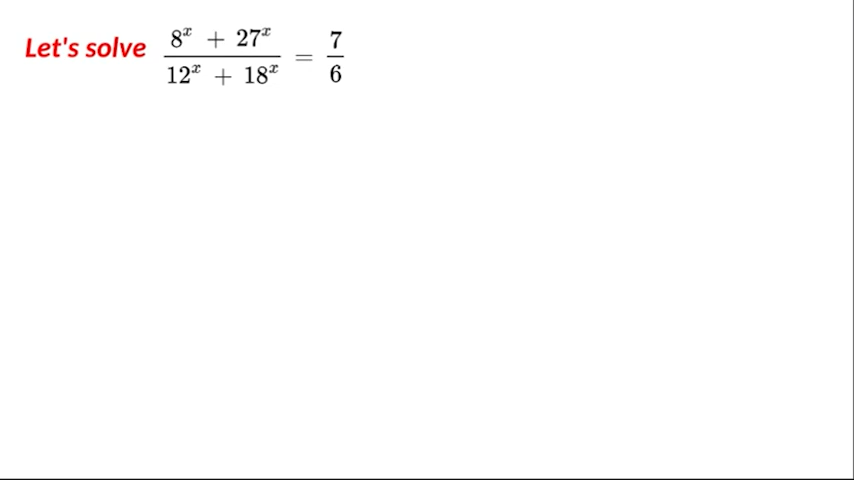 Let's solve (8^x + 27^x)/(12^x + 18^x) = 7/6